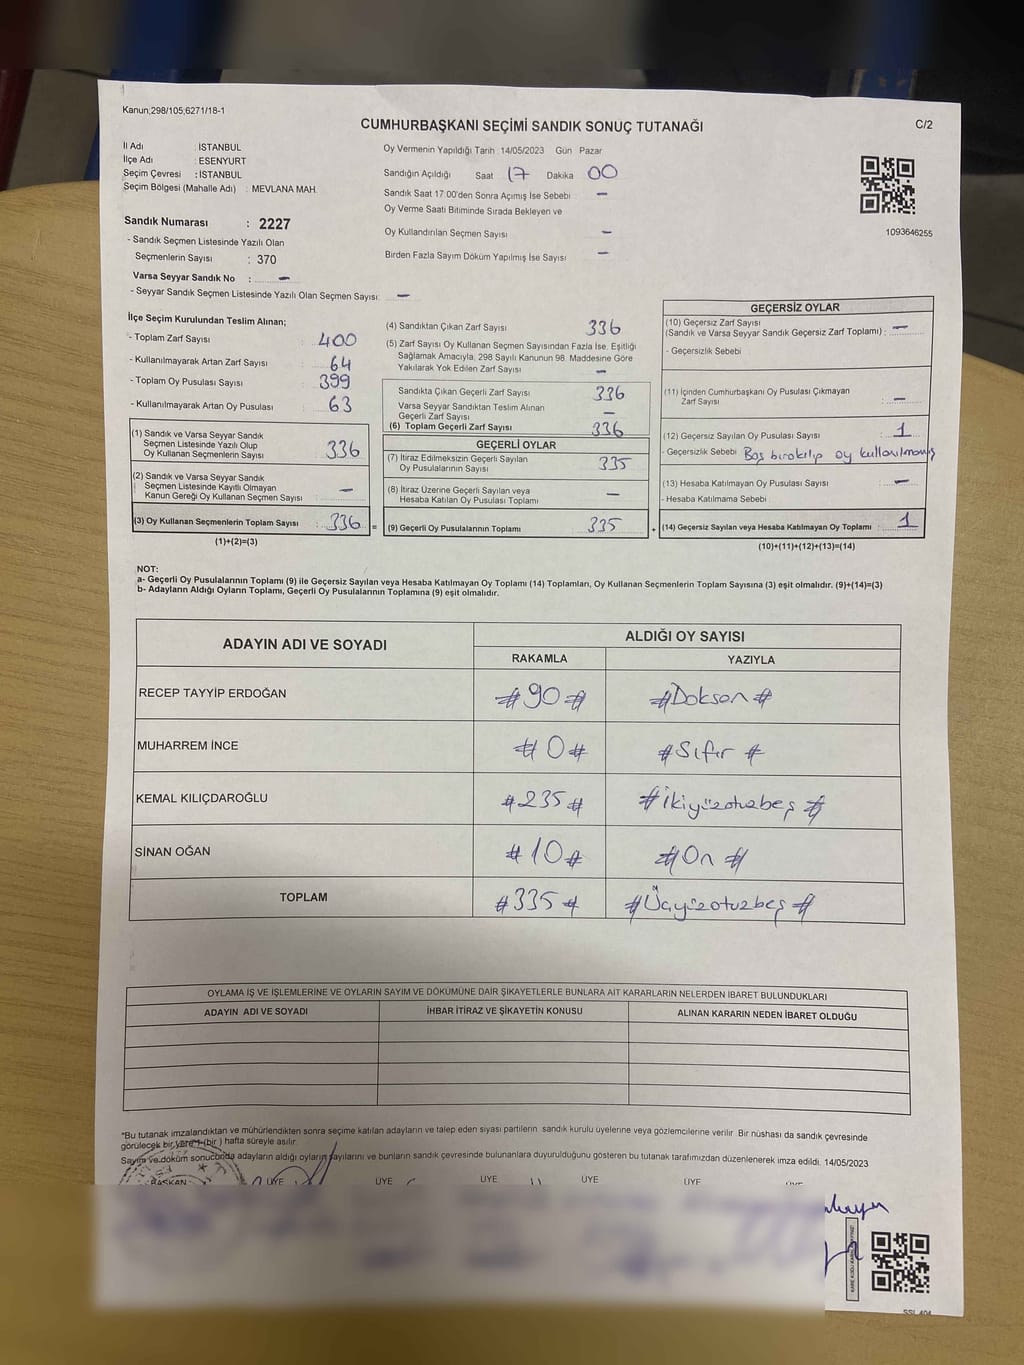 Kanun;298/105;6271/18-1
CUMHURBAŞKANI SEÇİMİ SANDIK SONUÇ TUTANAĞI
C/2
İl Adı : İSTANBUL
İlçe Adı : ESENYURT
Seçim Çevresi : İSTANBUL
Seçim Bölgesi (Mahalle Adı) : MEVLANA MAH.
Oy Vermenin Yapıldığı Tarih : 14/05/2023 Gün Pazar
Sandığın Açıldığı Saat 17 Dakika 00
Sandık Saat 17:00'den Sonra Açımış İse Sebebi : –
Oy Verme Saati Bitiminde Sırada Bekleyen ve
Oy Kullandırılan Seçmen Sayısı : –
Birden Fazla Sayım Döküm Yapılmış İse Sayısı : –
1093646255
Sandık Numarası : 2227
- Sandık Seçmen Listesinde Yazılı Olan
Seçmenlerin Sayısı : 370
Varsa Seyyar Sandık No : –
- Seyyar Sandık Seçmen Listesinde Yazılı Olan Seçmen Sayısı: –
İlçe Seçim Kurulundan Teslim Alınan;
- Toplam Zarf Sayısı : 400
- Kullanılmayarak Artan Zarf Sayısı : 64
- Toplam Oy Pusulası Sayısı : 399
- Kullanılmayarak Artan Oy Pusulası : 63
(1) Sandık ve Varsa Seyyar Sandık
Seçmen Listesinde Yazılı Olup
Oy Kullanan Seçmenlerin Sayısı : 336
(2) Sandık ve Varsa Seyyar Sandık
Seçmen Listesinde Kayıtlı Olmayan
Kanun Gereği Oy Kullanan Seçmen Sayısı : –
(3) Oy Kullanan Seçmenlerin Toplam Sayısı : 336 =
(1)+(2)=(3)
(4) Sandıktan Çıkan Zarf Sayısı : 336
(5) Zarf Sayısı Oy Kullanan Seçmen Sayısından Fazla İse, Eşitliği
Sağlamak Amacıyla, 298 Sayılı Kanunun 98. Maddesine Göre
Yakılarak Yok Edilen Zarf Sayısı : –
Sandıkta Çıkan Geçerli Zarf Sayısı : 336
Varsa Seyyar Sandıktan Teslim Alınan
Geçerli Zarf Sayısı : –
(6) Toplam Geçerli Zarf Sayısı : 336
GEÇERLİ OYLAR
(7) İtiraz Edilmeksizin Geçerli Sayılan
Oy Pusulalarının Sayısı : 335
(8) İtiraz Üzerine Geçerli Sayılan veya
Hesaba Katılan Oy Pusulası Toplamı : –
(9) Geçerli Oy Pusulalarının Toplamı : 335 +
GEÇERSİZ OYLAR
(10) Geçersiz Zarf Sayısı
(Sandık ve Varsa Seyyar Sandık Geçersiz Zarf Toplamı) : –
- Geçersizlik Sebebi
(11) İçinden Cumhurbaşkanı Oy Pusulası Çıkmayan
Zarf Sayısı : –
(12) Geçersiz Sayılan Oy Pusulası Sayısı : 1
- Geçersizlik Sebebi Boş bırakılıp oy kullanılmamış
(13) Hesaba Katılmayan Oy Pusulası Sayısı : –
- Hesaba Katılmama Sebebi
(14) Geçersiz Sayılan veya Hesaba Katılmayan Oy Toplamı : 1
(10)+(11)+(12)+(13)=(14)
NOT:
a- Geçerli Oy Pusulalarının Toplamı (9) ile Geçersiz Sayılan veya Hesaba Katılmayan Oy Toplamı (14) Toplamları, Oy Kullanan Seçmenlerin Toplam Sayısına (3) eşit olmalıdır. (9)+(14)=(3)
b- Adayların Aldığı Oyların Toplamı, Geçerli Oy Pusulalarının Toplamına (9) eşit olmalıdır.
ADAYIN ADI VE SOYADI
ALDIĞI OY SAYISI
RAKAMLA YAZIYLA
RECEP TAYYİP ERDOĞAN #90# #Doksan#
MUHARREM İNCE #0# #Sıfır#
KEMAL KILIÇDAROĞLU #235# #ikiyüzotuzbeş#
SİNAN OĞAN #10# #On#
TOPLAM #335# #Üçyüzotuzbeş#
OYLAMA İŞ VE İŞLEMLERİNE VE OYLARIN SAYIM VE DÖKÜMÜNE DAİR ŞİKAYETLERLE BUNLARA AİT KARARLARIN NELERDEN İBARET BULUNDUKLARI
ADAYIN ADI VE SOYADI İHBAR İTİRAZ VE ŞİKAYETİN KONUSU ALINAN KARARIN NEDEN İBARET OLDUĞU
*Bu tutanak imzalandıktan ve mühürlendikten sonra seçime katılan adayların ve talep eden siyasi partilerin sandık kurulu üyelerine veya gözlemcilerine verilir. Bir nüshası da sandık çevresinde
görülecek bir yere 1 (bir ) hafta süreyle asılır.
Sayım ve döküm sonucunda adayların aldığı oyların sayılarını ve bunların sandık çevresinde bulunanlara duyurulduğunu gösteren bu tutanak tarafımızdan düzenlenerek imza edildi. 14/05/2023
BAŞKAN ÜYE ÜYE ÜYE ÜYE ÜYE ÜYE